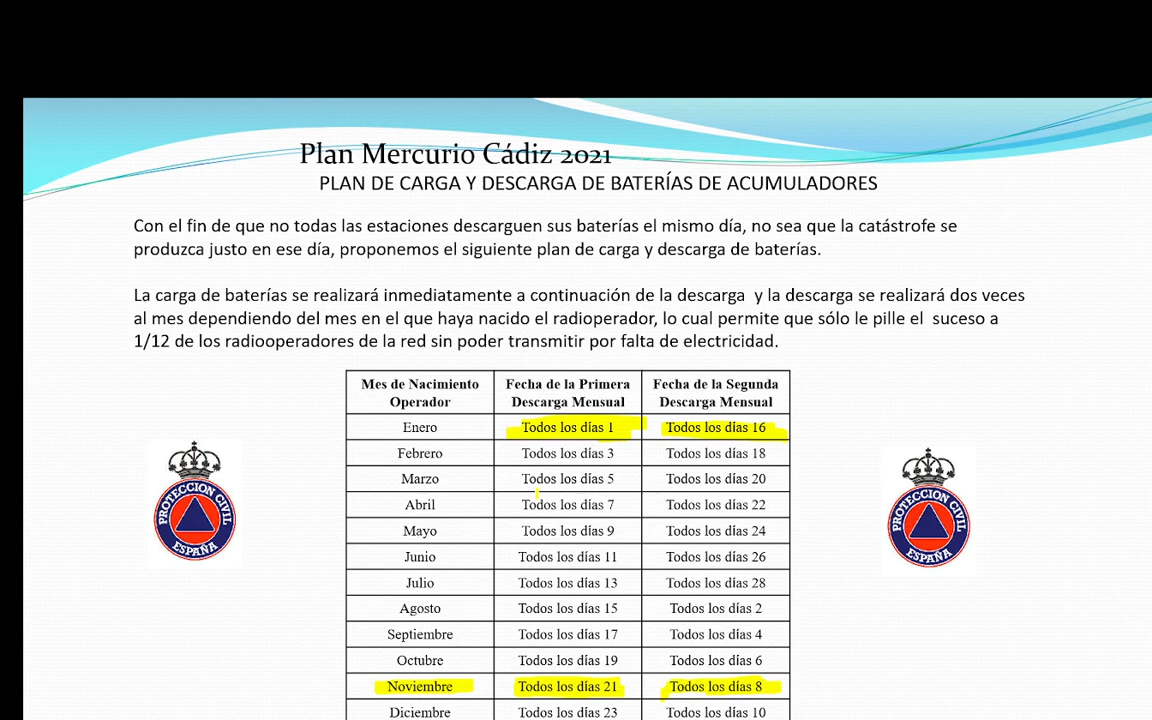 Plan Mercurio Cádiz 2021
PLAN DE CARGA Y DESCARGA DE BATERÍAS DE ACUMULADORES
Con el fin de que no todas las estaciones descarguen sus baterías el mismo día, no sea que la catástrofe se
produzca justo en ese día, proponemos el siguiente plan de carga y descarga de baterías.
La carga de baterías se realizará inmediatamente a continuación de la descarga y la descarga se realizará dos veces
al mes dependiendo del mes en el que haya nacido el radioperador, lo cual permite que sólo le pille el suceso a
1/12 de los radiooperadores de la red sin poder transmitir por falta de electricidad.
Mes de Nacimiento Operador Fecha de la Primera Descarga Mensual Fecha de la Segunda Descarga Mensual
Enero Todos los días 1 Todos los días 16
Febrero Todos los días 3 Todos los días 18
Marzo Todos los días 5 Todos los días 20
Abril Todos los días 7 Todos los días 22
Mayo Todos los días 9 Todos los días 24
Junio Todos los días 11 Todos los días 26
Julio Todos los días 13 Todos los días 28
Agosto Todos los días 15 Todos los días 2
Septiembre Todos los días 17 Todos los días 4
Octubre Todos los días 19 Todos los días 6
Noviembre Todos los días 21 Todos los días 8
Diciembre Todos los días 23 Todos los días 10
PROTECCION CIVIL
ESPAÑA
PROTECCION CIVIL
ESPAÑA